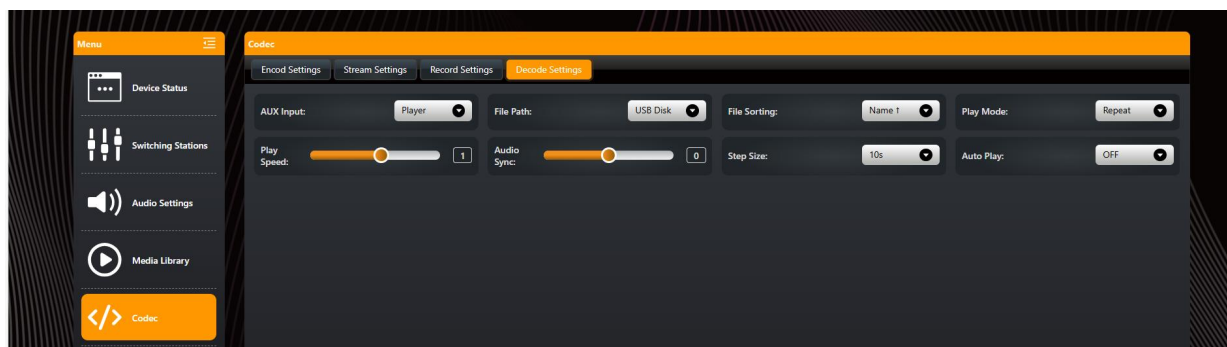 Menu
Device Status
Switching Stations
Audio Settings
Media Library
Codec
Codec
Encod Settings Stream Settings Record Settings Decode Settings
AUX Input: Player File Path: USB Disk File Sorting: Name ↑ Play Mode: Repeat
Play Speed: 1 Audio Sync: 0 Step Size: 10s Auto Play: OFF